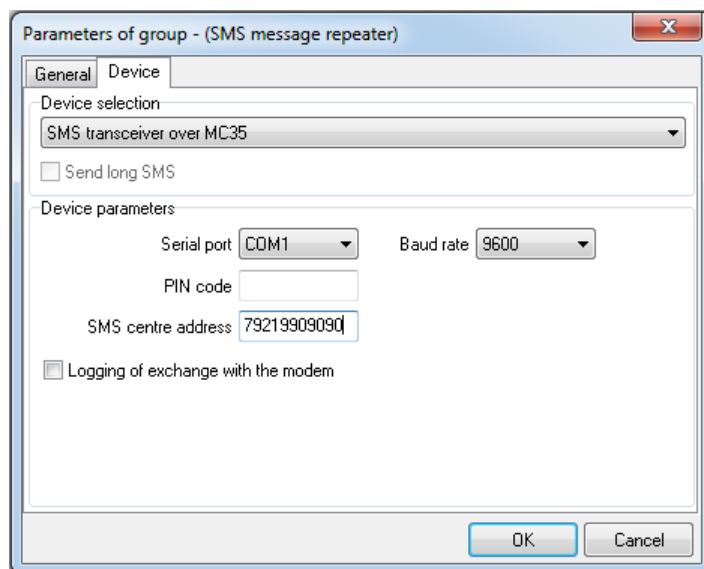 Parameters of group - (SMS message repeater)
General Device
Device selection
SMS transceiver over MC35
Send long SMS
Device parameters
Serial port COM1 Baud rate 9600
PIN code
SMS centre address 79219909090
Logging of exchange with the modem
OK Cancel